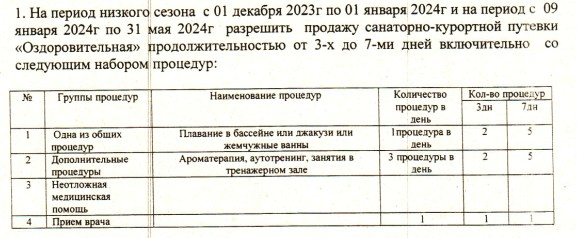 1. На период низкого сезона с 01 декабря 2023г по 01 января 2024г и на период с 09
января 2024г по 31 мая 2024г разрешить продажу санаторно-курортной путевки
«Оздоровительная» продолжительностью от 3-х до 7-ми дней включительно со
следующим набором процедур:
№ Группы процедур Наименование процедур Количество процедур в день Кол-во процедур
3дн 7дн
1 Одна из общих процедур Плавание в бассейне или джакузи или жемчужные ванны 1процедура в день 2 5
2 Дополнительные процедуры Ароматерапия, аутотренинг, занятия в тренажерном зале 3 процедуры в день 2 5
3 Неотложная медицинская помощь
4 Прием врача 1 1 1